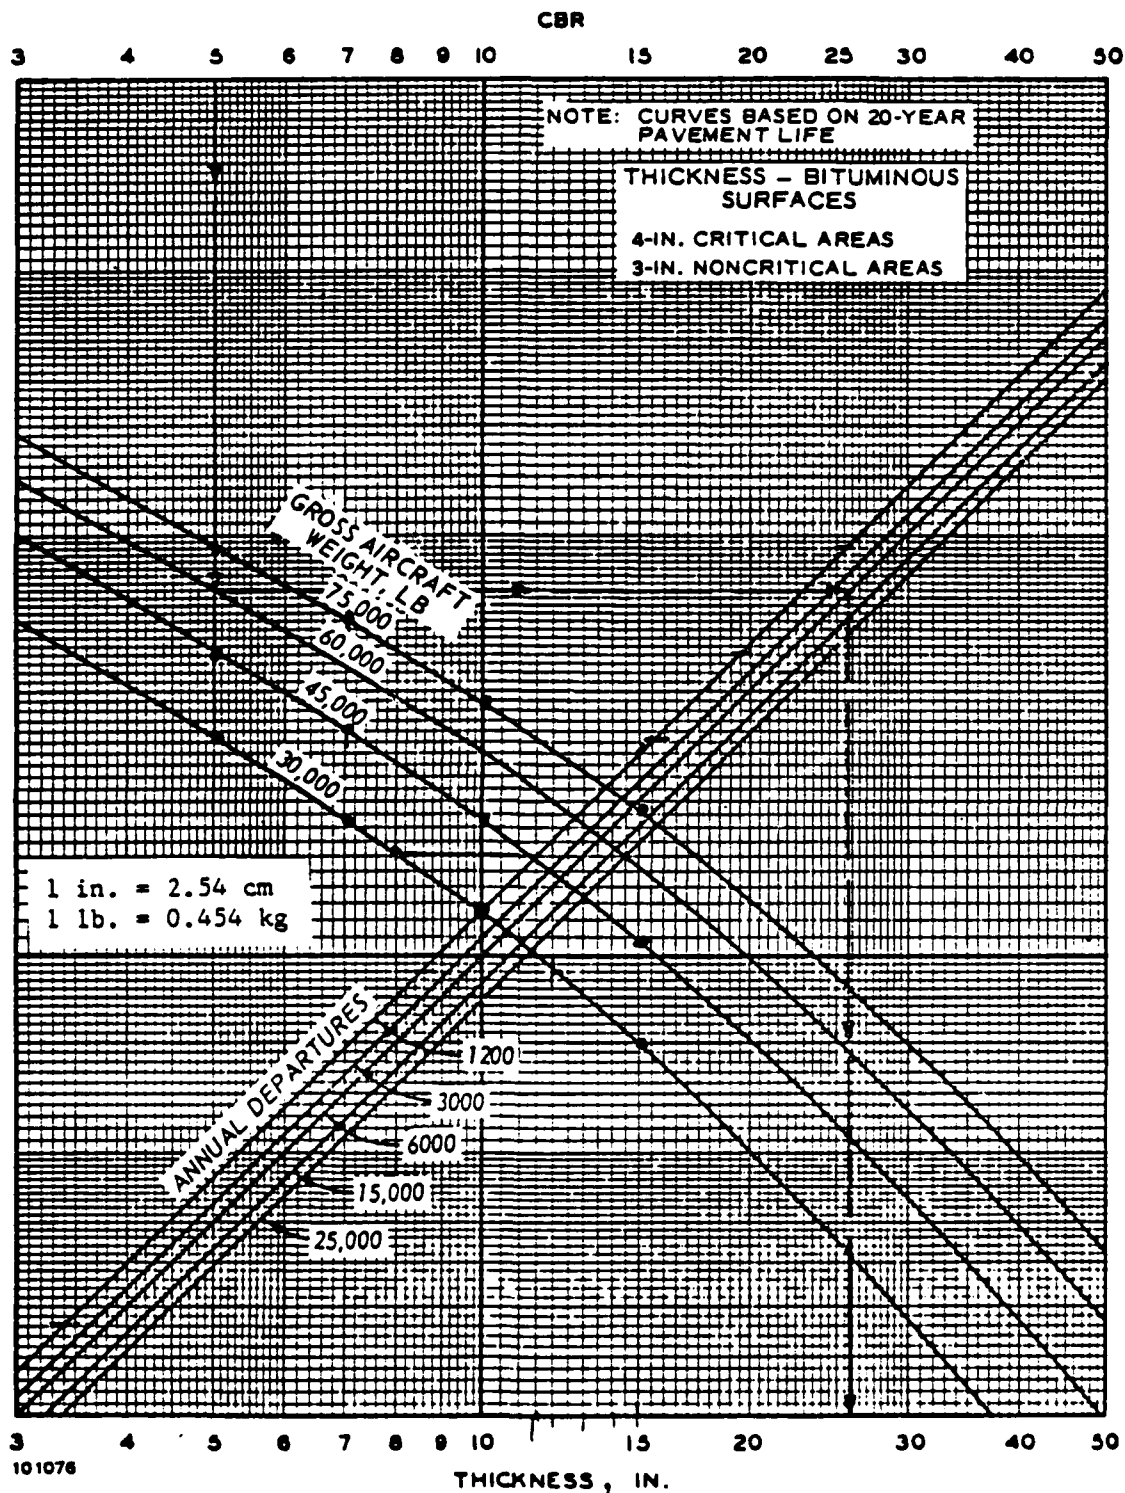 CBR
3 4 5 6 7 8 9 10 15 20 25 30 40 50
NOTE: CURVES BASED ON 20-YEAR
PAVEMENT LIFE
THICKNESS – BITUMINOUS
SURFACES
4-IN. CRITICAL AREAS
3-IN. NONCRITICAL AREAS
GROSS AIRCRAFT
WEIGHT, LB
75,000
60,000
45,000
30,000
1 in. = 2.54 cm
1 lb. = 0.454 kg
ANNUAL DEPARTURES
1200
3000
6000
15,000
25,000
3 4 5 6 7 8 9 10 15 20 30 40 50
101076
THICKNESS, IN.